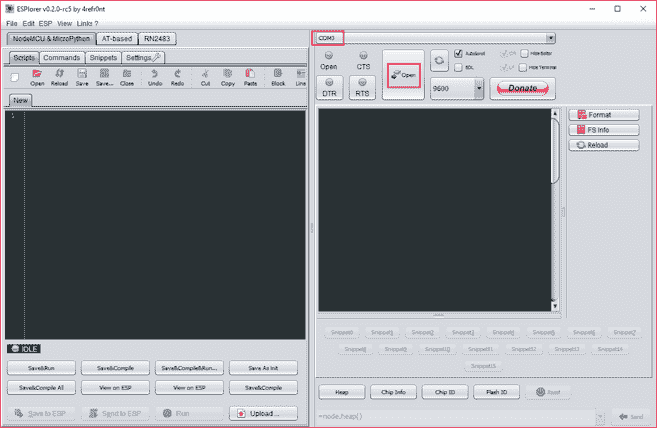 ESPlorer v0.2.0-rc5 by 4refr0nt
File Edit ESP View Links ?
NodeMCU & MicroPython AT-based RN2483
Scripts Commands Snippets Settings
Open Reload Save Save... Close Undo Redo Cut Copy Paste Block Line
New
1
IDLE
Save&Run Save&Compile Save&Compile&Run... Save As Init
Save&Compile All View on ESP View on ESP Save&Compile
Save to ESP Send to ESP Run Upload ...
COM3
Open CTS
DTR RTS
Open
AutoScroll CR Hide Editor
EOL LF Hide Terminal
9600
Donate
Format
FS Info
Reload
Snippet0 Snippet1 Snippet2 Snippet3 Snippet4 Snippet5 Snippet6 Snippet7
Snippet8 Snippet9 Snippet10 Snippet11 Snippet12 Snippet13 Snippet14
Snippet15
Heap Chip Info Chip ID Flash ID Reset
=node.heap()
Send